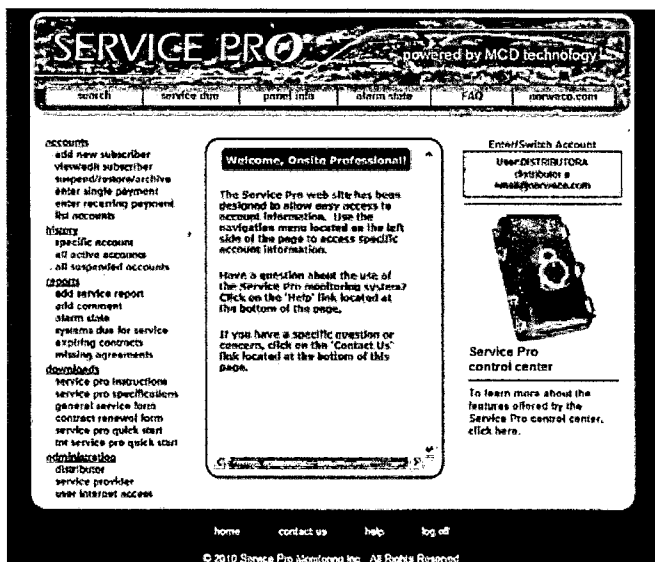 SERVICE PRO
powered by MCD technology
search service due panel info alarm state FAQ norweco.com
accounts
add new subscriber
view/edit subscriber
suspend/restore/archive
enter single payment
enter recurring payment
list accounts
history
specific account
all active accounts
all suspended accounts
reports
add service report
add comment
alarm state
systems due for service
expiring contracts
missing agreements
downloads
service pro instructions
service pro specifications
general service form
contract renewal form
service pro quick start
tnt service pro quick start
administration
distributor
service provider
user internet access
Welcome, Onsite Professional!
The Service Pro web site has been
designed to allow easy access to
account information. Use the
navigation menu located on the left
side of the page to access specific
account information.
Have a question about the use of
the Service Pro monitoring system?
Click on the 'Help' link located at
the bottom of the page.
If you have a specific question or
concern, click on the 'Contact Us'
link located at the bottom of this
page.
Enter/Switch Account
User:DISTRIBUTORA
distributor a
email@norweco.com
Service Pro
control center
To learn more about the
features offered by the
Service Pro control center,
click here.
home contact us help log off
© 2010 Service Pro Monitoring Inc. All Rights Reserved